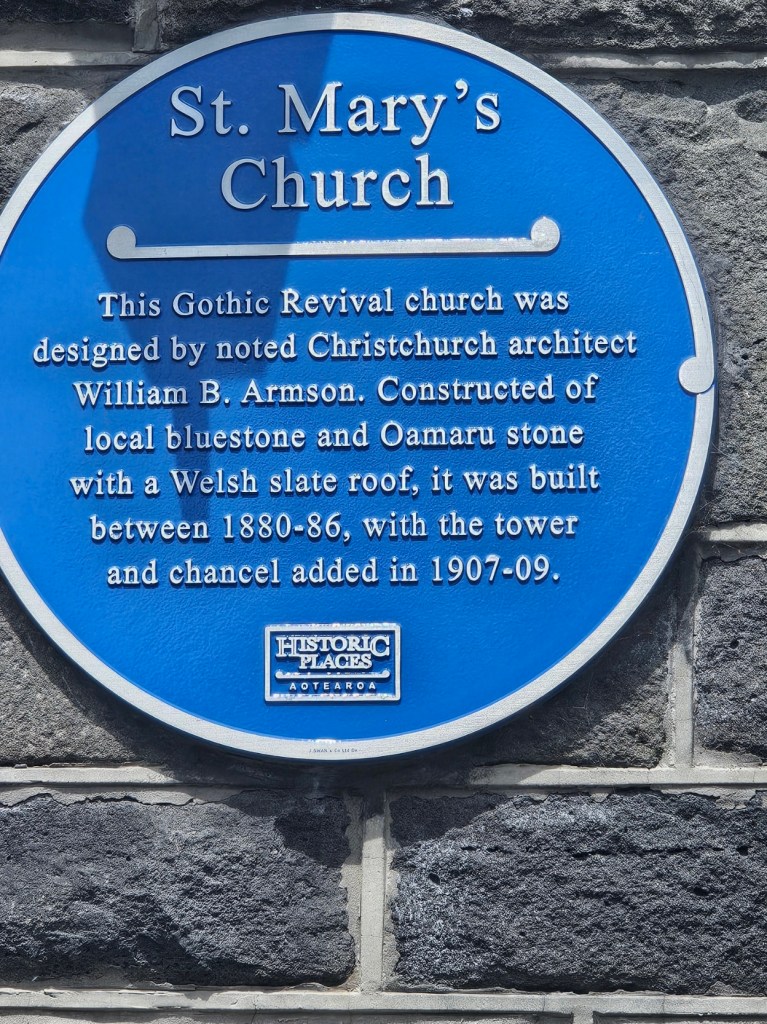 St. Mary's
Church
This Gothic Revival church was
designed by noted Christchurch architect
William B. Armson. Constructed of
local bluestone and Oamaru stone
with a Welsh slate roof, it was built
between 1880-86, with the tower
and chancel added in 1907-09.
HISTORIC
PLACES
AOTEAROA